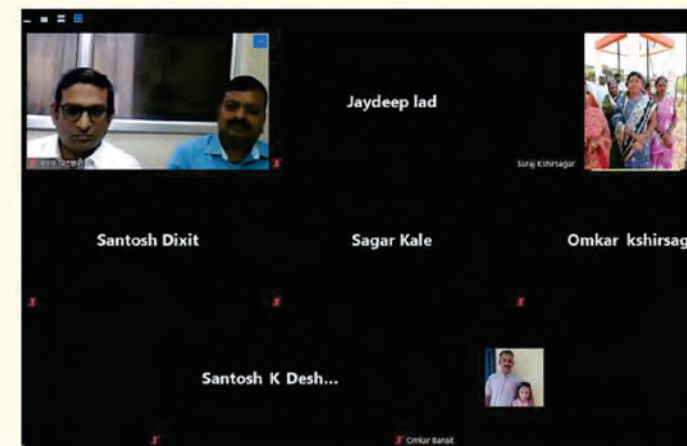 Jaydeep lad
Suraj Kshirsagar
Santosh Dixit
Sagar Kale
Omkar kshirsag
Santosh K Desh...
Omkar Banait